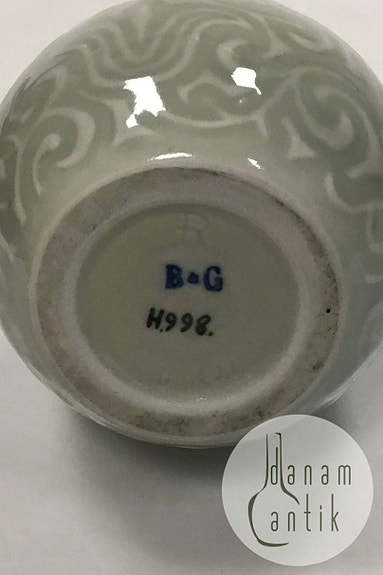 B&G
H.998.
danam
antik